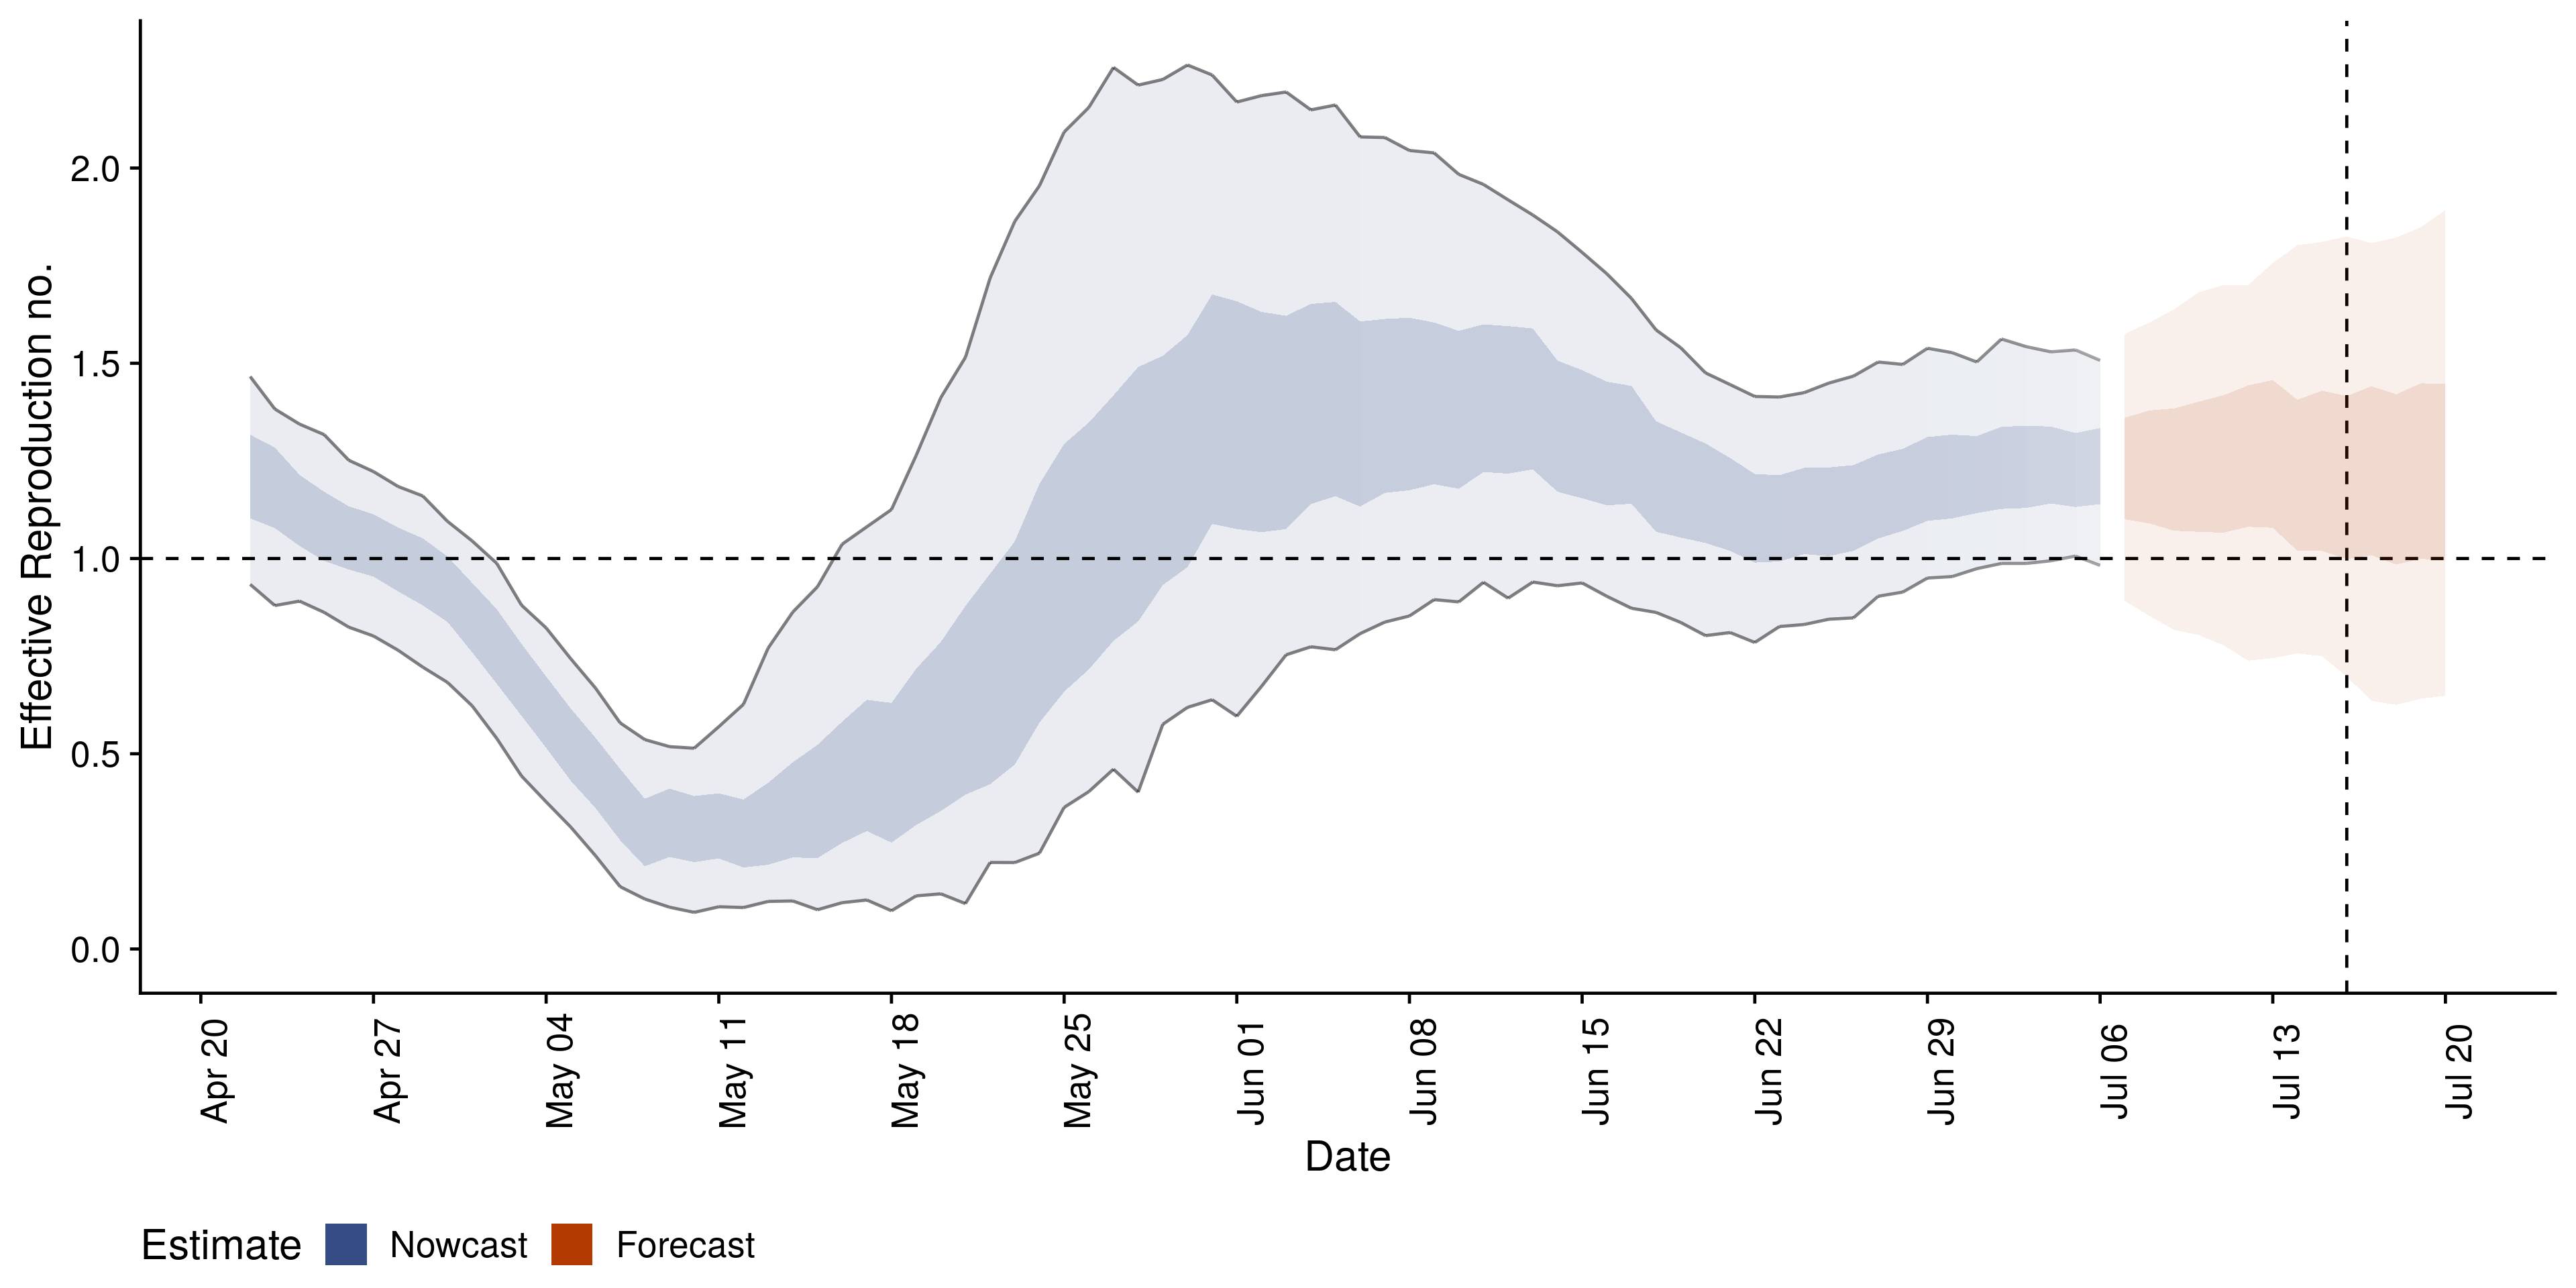 Effective Reproduction no.
2.0
1.5
1.0
0.5
0.0
Apr 20
Apr 27
May 04
May 11
May 18
May 25
Jun 01
Jun 08
Jun 15
Jun 22
Jun 29
Jul 06
Jul 13
Jul 20
Date
Estimate Nowcast Forecast